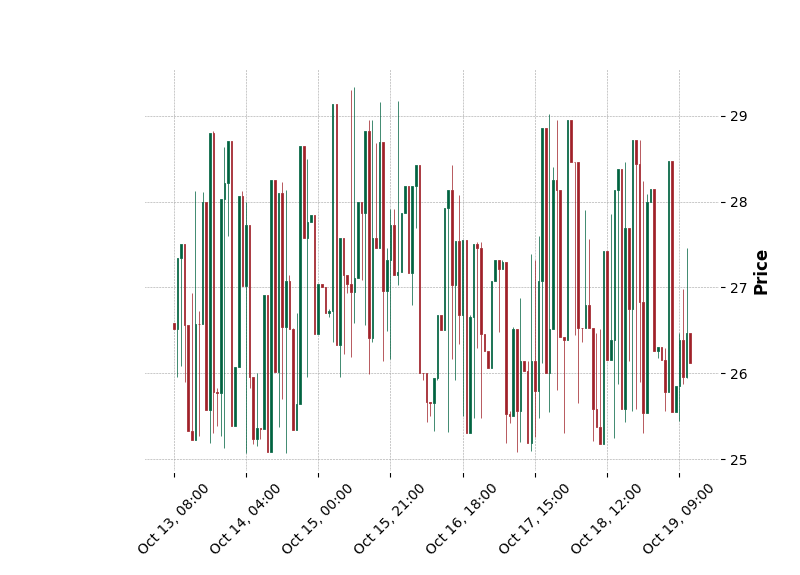 29
28
27
26
25
Price
Oct 13, 08:00
Oct 14, 04:00
Oct 15, 00:00
Oct 15, 21:00
Oct 16, 18:00
Oct 17, 15:00
Oct 18, 12:00
Oct 19, 09:00